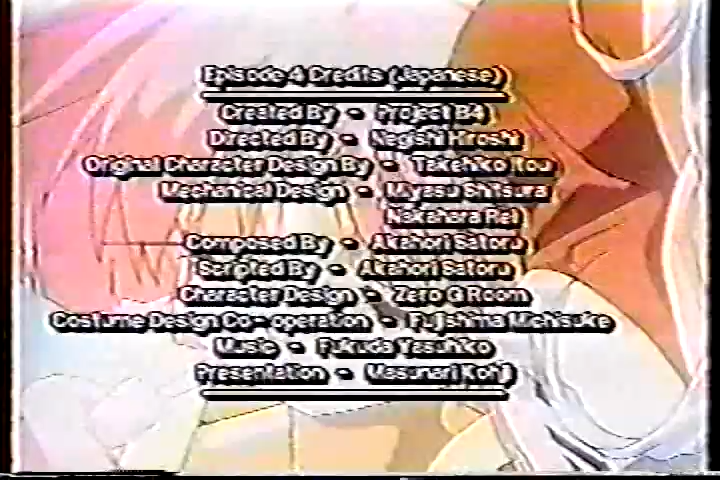 Episode 4 Credits (Japanese)
Created By - Project B4
Directed By - Negishi Hiroshi
Original Character Design By - Takehiko Itou
Mechanical Design - Miyasu Shitsura
Nakahara Rei
Composed By - Akahori Satoru
Scripted By - Akahori Satoru
Character Design - Zero G Room
Costume Design Co-operation - Fujishima Michisuke
Music - Fukuda Yasuhiko
Presentation - Masunari Kohji